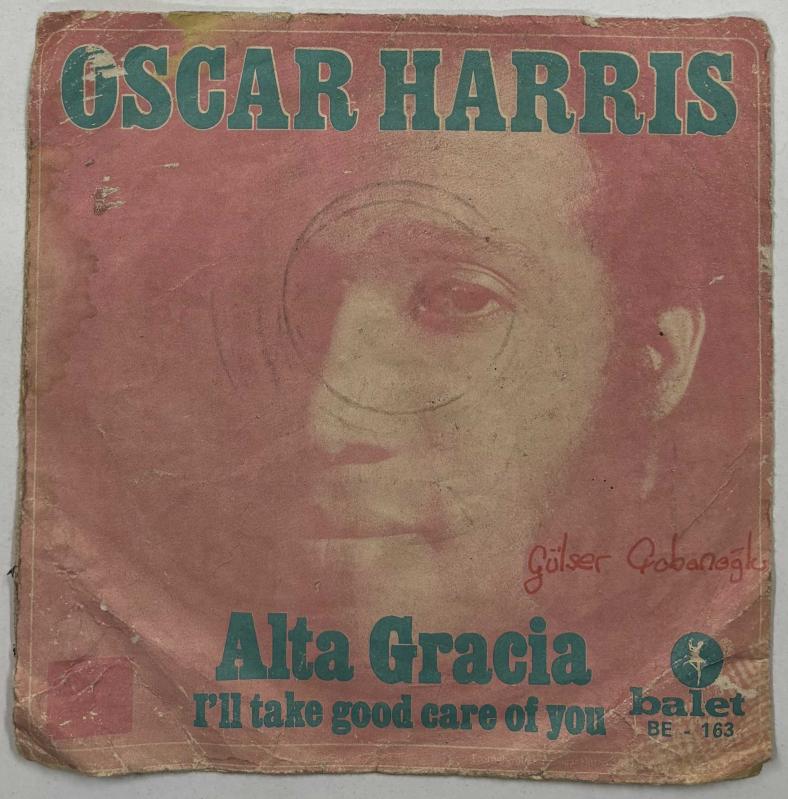 OSCAR HARRIS
Gülser Çobanoğlu
Alta Gracia
I'll take good care of you
balet
BE - 163